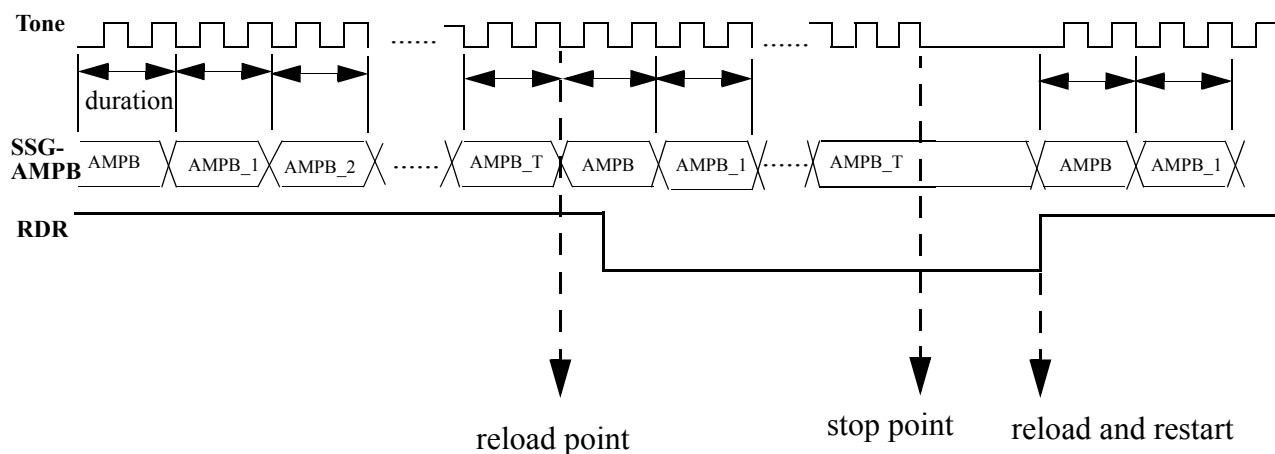 Tone
...... ......
duration
SSG-
AMPB
AMPB AMPB_1 AMPB_2 ...... AMPB_T AMPB AMPB_1 ...... AMPB_T AMPB AMPB_1
RDR
reload point
stop point
reload and restart